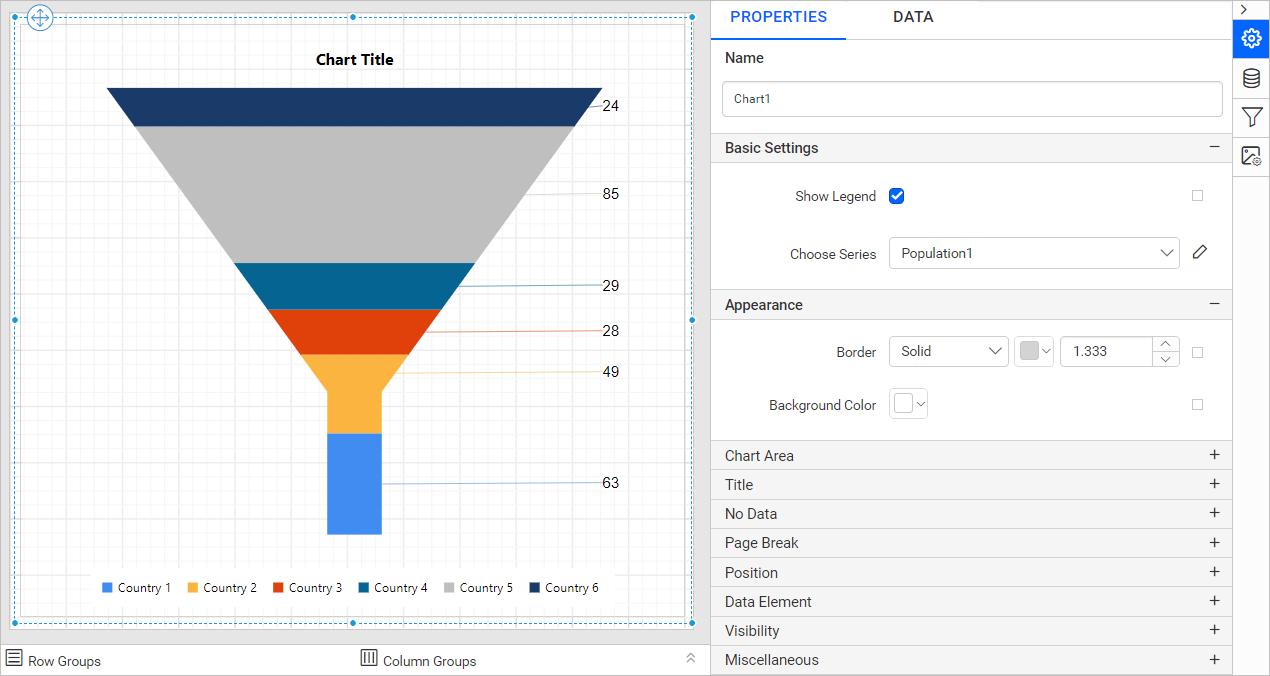 Chart Title
24
85
29
28
49
63
Country 1 Country 2 Country 3 Country 4 Country 5 Country 6
Row Groups Column Groups
PROPERTIES DATA
Name
Chart1
Basic Settings
Show Legend
Choose Series Population1
Appearance
Border Solid 1.333
Background Color
Chart Area
Title
No Data
Page Break
Position
Data Element
Visibility
Miscellaneous